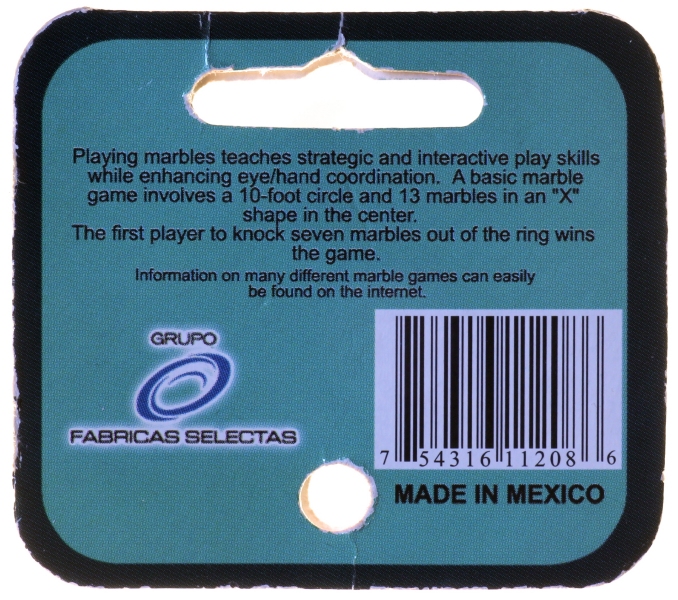 Playing marbles teaches strategic and interactive play skills
while enhancing eye/hand coordination. A basic marble
game involves a 10-foot circle and 13 marbles in an "X"
shape in the center.
The first player to knock seven marbles out of the ring wins
the game.
Information on many different marble games can easily
be found on the internet.
GRUPO
FABRICAS SELECTAS
7 54316 11208 6
MADE IN MEXICO